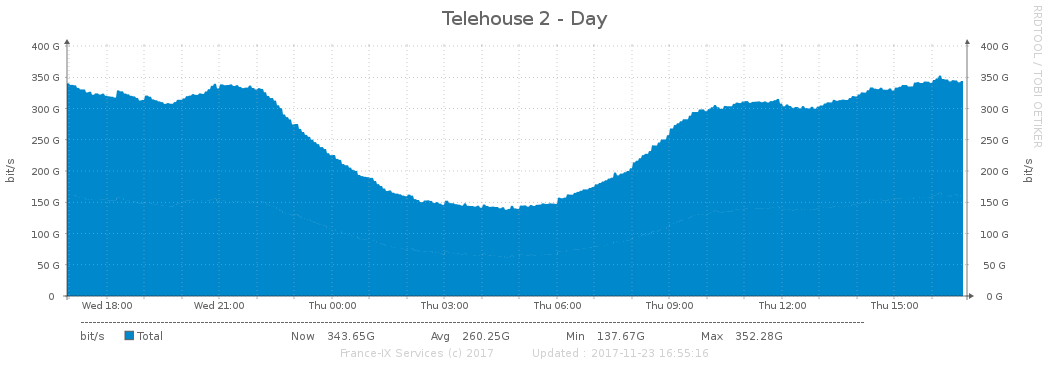 Telehouse 2 - Day
RRDTOOL / TOBI OETIKER
bit/s
bit/s
400 G 400 G
350 G 350 G
300 G 300 G
250 G 250 G
200 G 200 G
150 G 150 G
100 G 100 G
50 G 50 G
0 0 G
Wed 18:00 Wed 21:00 Thu 00:00 Thu 03:00 Thu 06:00 Thu 09:00 Thu 12:00 Thu 15:00
bit/s Total Now 343.65G Avg 260.25G Min 137.67G Max 352.28G
France-IX Services (c) 2017 Updated : 2017-11-23 16:55:16